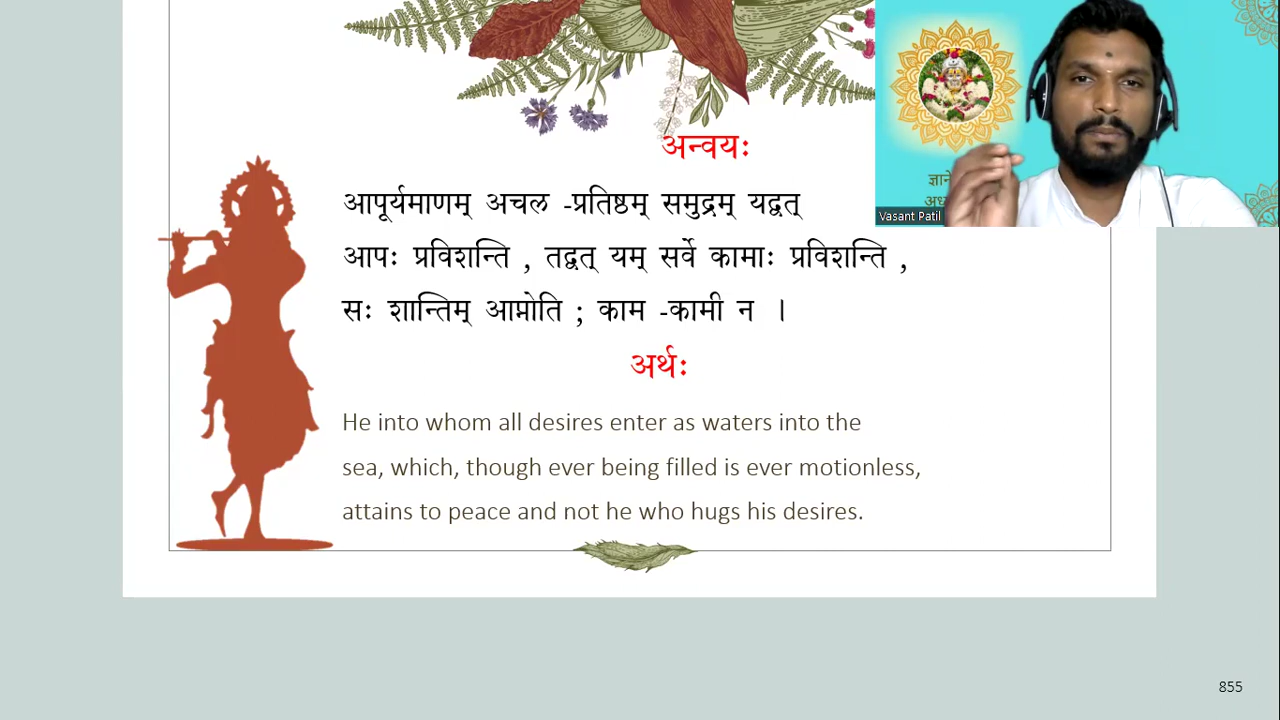 अन्वयः
आपूर्यमाणम् अचल -प्रतिष्ठम् समुद्रम् यद्वत्
आपः प्रविशन्ति , तद्वत् यम् सर्वे कामाः प्रविशन्ति ,
सः शान्तिम् आप्नोति ; काम -कामी न ।
अर्थः
He into whom all desires enter as waters into the
sea, which, though ever being filled is ever motionless,
attains to peace and not he who hugs his desires.
Vasant Patil
855